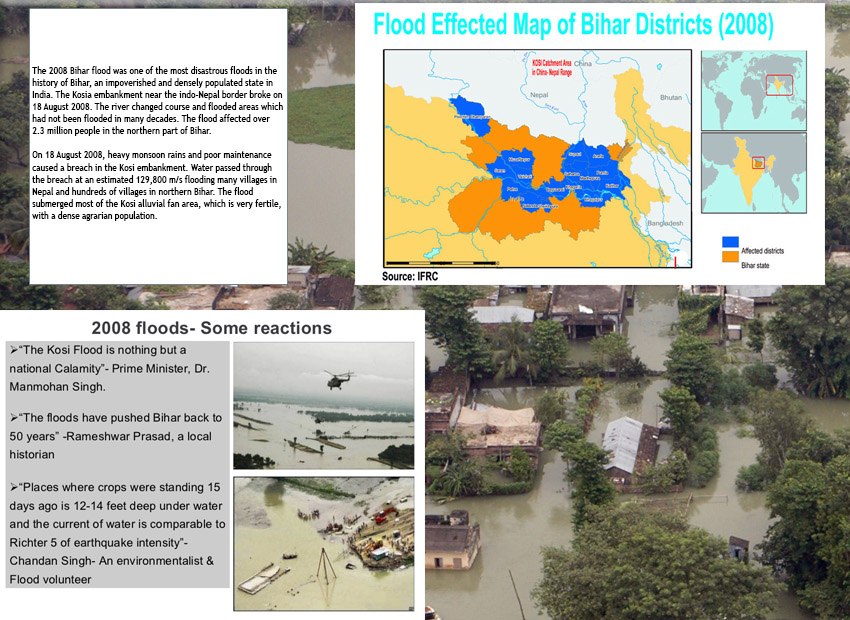 The 2008 Bihar flood was one of the most disastrous floods in the
history of Bihar, an impoverished and densely populated state in
India. The Kosia embankment near the indo-Nepal border broke on
18 August 2008. The river changed course and flooded areas which
had not been flooded in many decades. The flood affected over
2.3 million people in the northern part of Bihar.
On 18 August 2008, heavy monsoon rains and poor maintenance
caused a breach in the Kosi embankment. Water passed through
the breach at an estimated 129,800 m/s flooding many villages in
Nepal and hundreds of villages in northern Bihar. The flood
submerged most of the Kosi alluvial fan area, which is very fertile,
with a dense agrarian population.
Flood Effected Map of Bihar Districts (2008)
KOSI Catchment Area
in China- Nepal Range
China
Nepal
Bhutan
Bangladesh
Affected districts
Bihar state
Source: IFRC
2008 floods- Some reactions
➢“The Kosi Flood is nothing but a
national Calamity”- Prime Minister, Dr.
Manmohan Singh.
➢“The floods have pushed Bihar back to
50 years” -Rameshwar Prasad, a local
historian
➢“Places where crops were standing 15
days ago is 12-14 feet deep under water
and the current of water is comparable to
Richter 5 of earthquake intensity”-
Chandan Singh- An environmentalist &
Flood volunteer